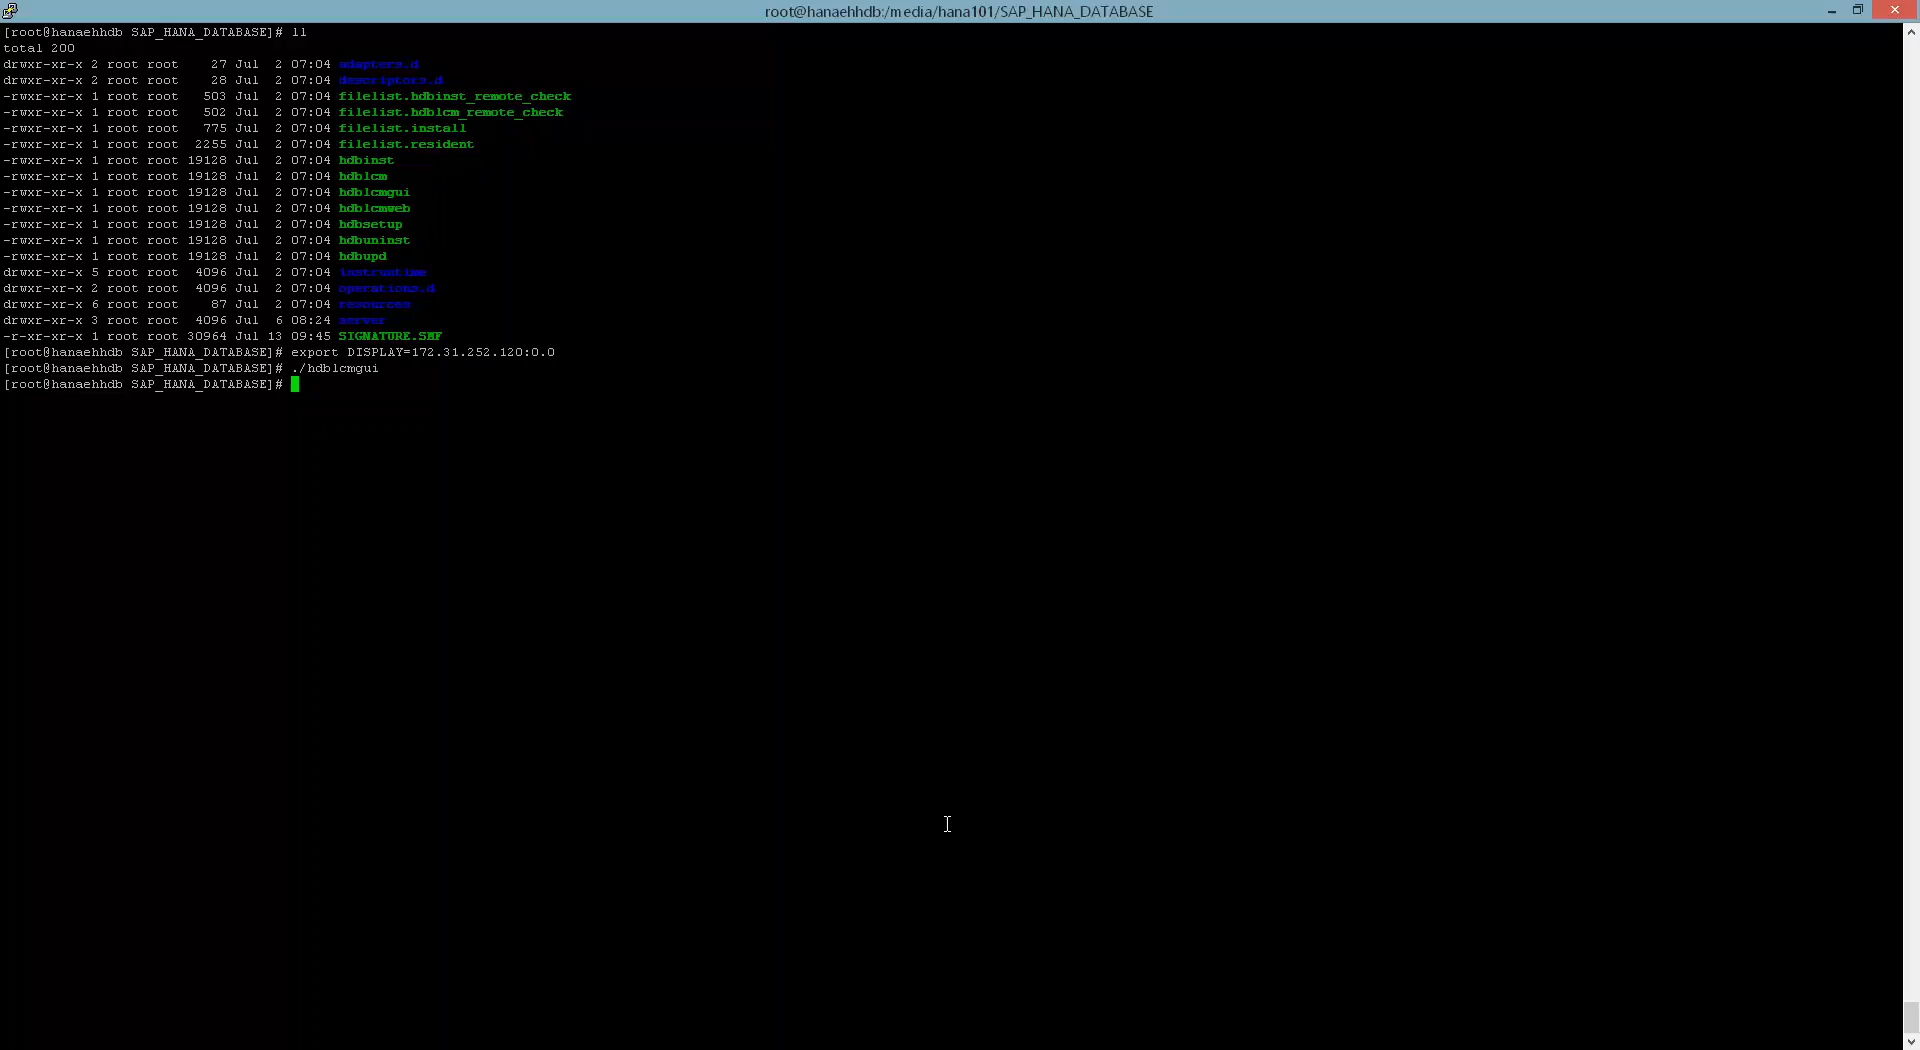 root@hanaehhdb:/media/hana101/SAP_HANA_DATABASE
[root@hanaehhdb SAP_HANA_DATABASE]# ll
total 200
drwxr-xr-x 2 root root    27 Jul  2 07:04 adapters.d
drwxr-xr-x 2 root root    28 Jul  2 07:04 descriptors.d
-rwxr-xr-x 1 root root   503 Jul  2 07:04 filelist.hdbinst_remote_check
-rwxr-xr-x 1 root root   502 Jul  2 07:04 filelist.hdblcm_remote_check
-rwxr-xr-x 1 root root   775 Jul  2 07:04 filelist.install
-rwxr-xr-x 1 root root  2255 Jul  2 07:04 filelist.resident
-rwxr-xr-x 1 root root 19128 Jul  2 07:04 hdbinst
-rwxr-xr-x 1 root root 19128 Jul  2 07:04 hdblcm
-rwxr-xr-x 1 root root 19128 Jul  2 07:04 hdblcmgui
-rwxr-xr-x 1 root root 19128 Jul  2 07:04 hdblcmweb
-rwxr-xr-x 1 root root 19128 Jul  2 07:04 hdbsetup
-rwxr-xr-x 1 root root 19128 Jul  2 07:04 hdbuninst
-rwxr-xr-x 1 root root 19128 Jul  2 07:04 hdbupd
drwxr-xr-x 5 root root  4096 Jul  2 07:04 instruntime
drwxr-xr-x 2 root root  4096 Jul  2 07:04 operations.d
drwxr-xr-x 6 root root    87 Jul  2 07:04 resources
drwxr-xr-x 3 root root  4096 Jul  6 08:24 server
-r-xr-xr-x 1 root root 30964 Jul 13 09:45 SIGNATURE.SMF
[root@hanaehhdb SAP_HANA_DATABASE]# export DISPLAY=172.31.252.120:0.0
[root@hanaehhdb SAP_HANA_DATABASE]# ./hdblcmgui
[root@hanaehhdb SAP_HANA_DATABASE]#